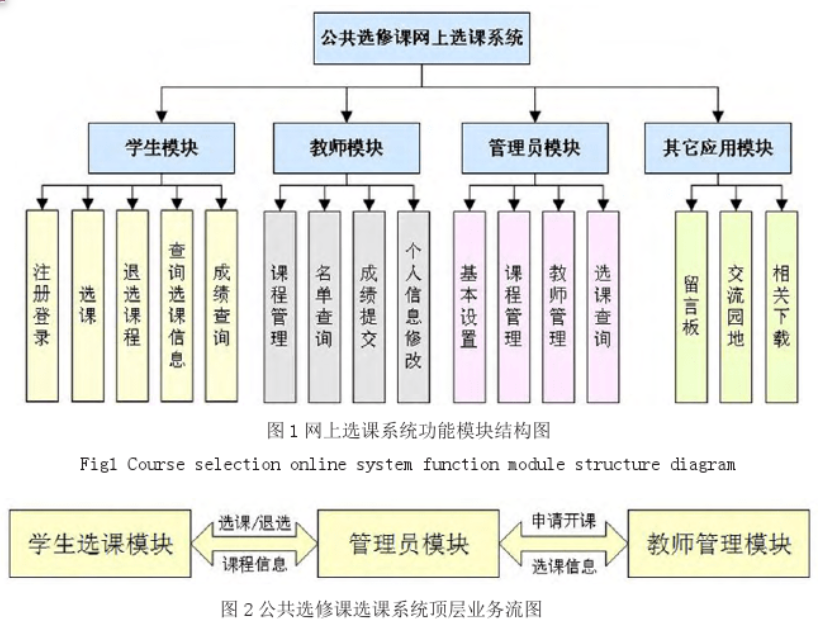 公共选修课网上选课系统
学生模块
教师模块
管理员模块
其它应用模块
注册登录
选课
退选课程
查询选课信息
成绩查询
课程管理
名单查询
成绩提交
个人信息修改
基本设置
课程管理
教师管理
选课查询
留言板
交流园地
相关下载
图1网上选课系统功能模块结构图
Fig1 Course selection online system function module structure diagram
学生选课模块
选课/退选
课程信息
管理员模块
申请开课
选课信息
教师管理模块
图2公共选修课选课系统顶层业务流图